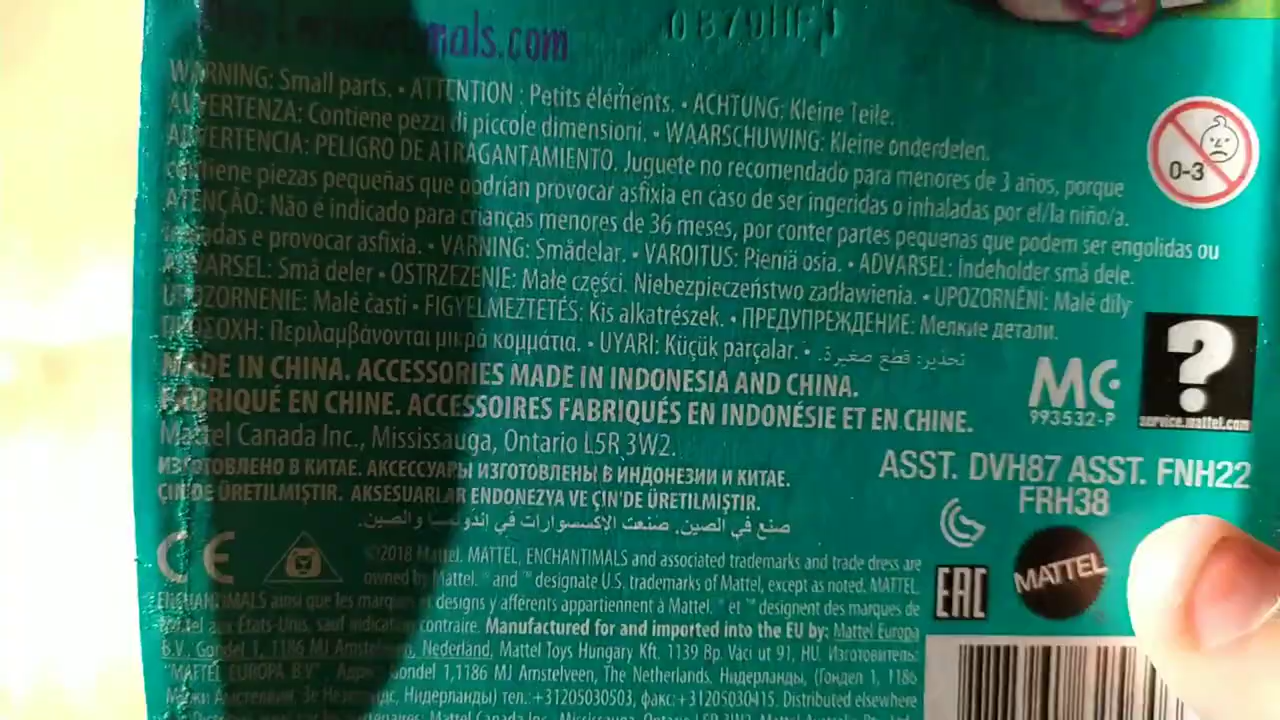 mals.com
WARNING: Small parts. • ATTENTION : Petits éléments. • ACHTUNG: Kleine Teile.
AVVERTENZA: Contiene pezzi di piccole dimensioni. • WAARSCHUWING: Kleine onderdelen.
ADVERTENCIA: PELIGRO DE ATRAGANTAMIENTO. Juguete no recomendado para menores de 3 años, porque
contiene piezas pequeñas que podrían provocar asfixia en caso de ser ingeridas o inhaladas por el/la niño/a.
0-3
ATENÇÃO: Não é indicado para crianças menores de 36 meses, por conter partes pequenas que podem ser engolidas ou
inaladas e provocar asfixia. • VARNING: Smådelar. • VAROITUS: Pieniä osia. • ADVARSEL: Indeholder små dele.
ADVARSEL: Små deler • OSTRZEŻENIE: Małe części. Niebezpieczeństwo zadławienia. • UPOZORNĚNÍ: Malé díly
UPOZORNENIE: Malé časti • FIGYELMEZTETÉS: Kis alkatrészek. • ПРЕДУПРЕЖДЕНИЕ: Мелкие детали.
ΠΡΟΣΟΧΗ: Περιλαμβάνονται μικρά κομμάτια. • UYARI: Küçük parçalar. • تحذير: قطع صغيرة.
MADE IN CHINA. ACCESSORIES MADE IN INDONESIA AND CHINA.
FABRIQUÉ EN CHINE. ACCESSOIRES FABRIQUÉS EN INDONÉSIE ET EN CHINE.
MC
993532-P
?
service.mattel.com
Mattel Canada Inc., Mississauga, Ontario L5R 3W2.
ИЗГОТОВЛЕНО В КИТАЕ. АКСЕССУАРЫ ИЗГОТОВЛЕНЫ В ИНДОНЕЗИИ И КИТАЕ.
ÇİN'DE ÜRETİLMİŞTİR. AKSESUARLAR ENDONEZYA VE ÇİN'DE ÜRETİLMİŞTİR.
صنع في الصين. صنعت الإكسسوارات في إندونيسيا والصين.
ASST. DVH87 ASST. FNH22
FRH38
CE
EAC
MATTEL
©2018 Mattel. MATTEL, ENCHANTIMALS and associated trademarks and trade dress are
owned by Mattel. ® and ™ designate U.S. trademarks of Mattel, except as noted. MATTEL,
ENCHANTIMALS ainsi que les marques et designs y afférents appartiennent à Mattel. ® et ™ désignent des marques de
Mattel aux États-Unis, sauf indication contraire. Manufactured for and imported into the EU by: Mattel Europa
B.V., Gondel 1, 1186 MJ Amstelveen, Nederland, Mattel Toys Hungary Kft. 1139 Bp. Váci út 91, HU. Изготовитель:
"MATTEL EUROPA B.V" Gondel 1,1186 MJ Amstelveen, The Netherlands. Нидерланды, (Гондел 1, 1186
Нидерланды) тел.:+31205030503, факс:+31205030415. Distributed elsewhere